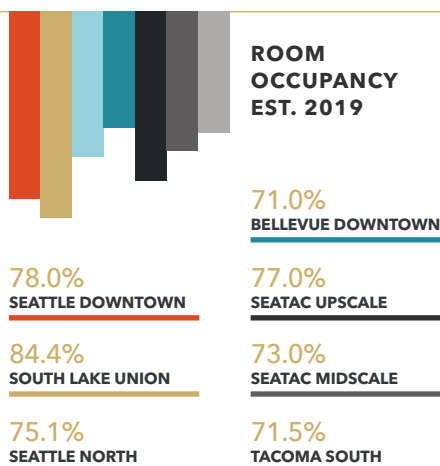 ROOM
OCCUPANCY
EST. 2019
71.0%
BELLEVUE DOWNTOWN
78.0%
SEATTLE DOWNTOWN
77.0%
SEATAC UPSCALE
84.4%
SOUTH LAKE UNION
73.0%
SEATAC MIDSCALE
75.1%
SEATTLE NORTH
71.5%
TACOMA SOUTH